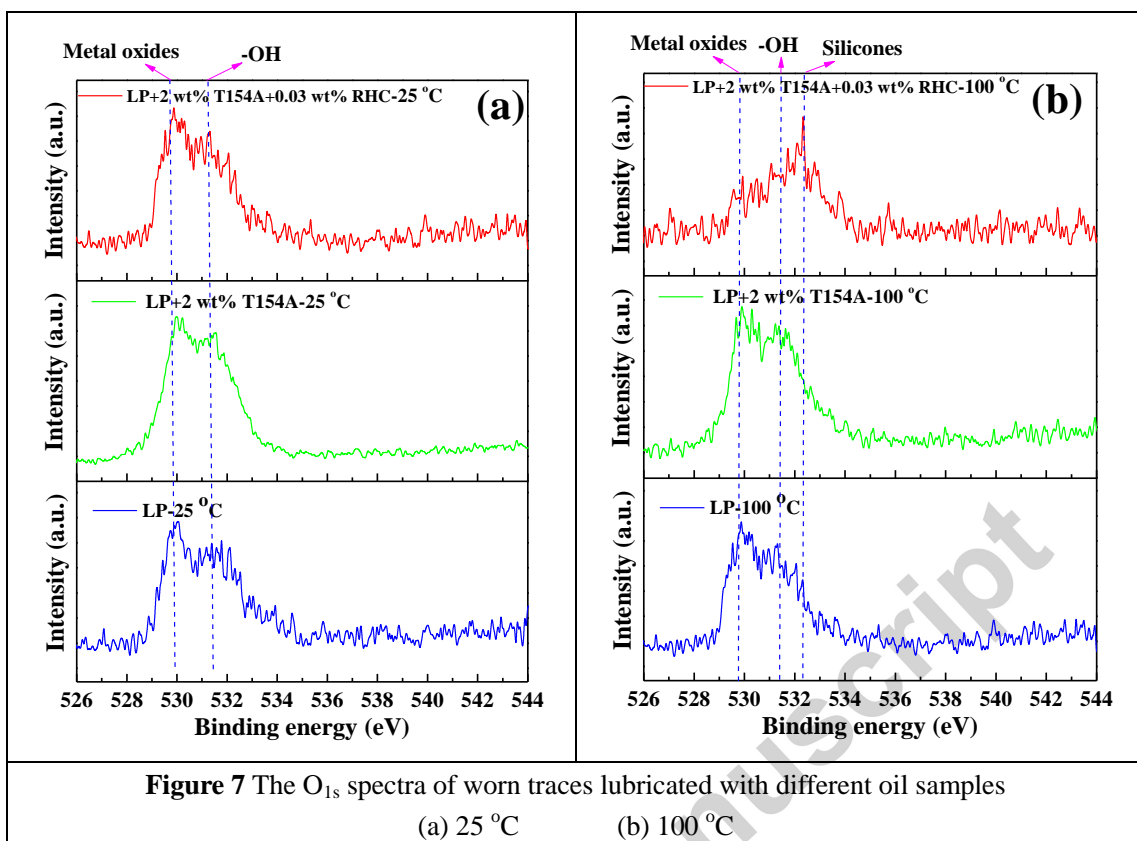 Metal oxides
-OH
LP+2 wt% T154A+0.03 wt% RHC-25 °C
(a)
Intensity (a.u.)
LP+2 wt% T154A-25 °C
Intensity (a.u.)
LP-25 °C
Intensity (a.u.)
526 528 530 532 534 536 538 540 542 544
Binding energy (eV)
Metal oxides
-OH
Silicones
LP+2 wt% T154A+0.03 wt% RHC-100 °C
(b)
Intensity (a.u.)
LP+2 wt% T154A-100 °C
Intensity (a.u.)
LP-100 °C
Intensity (a.u.)
526 528 530 532 534 536 538 540 542 544
Binding energy (eV)
Figure 7 The O1s spectra of worn traces lubricated with different oil samples
(a) 25 °C (b) 100 °C
nuscript